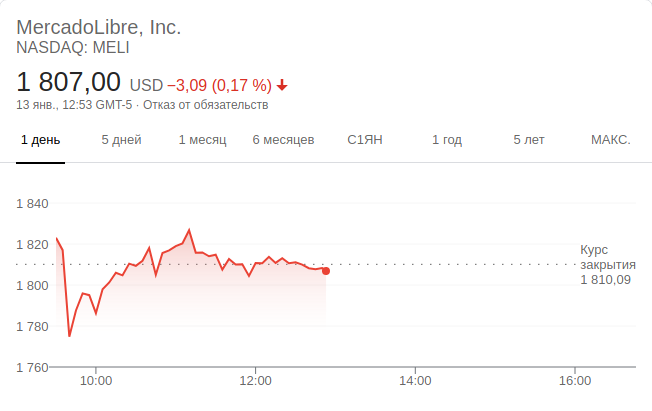 MercadoLibre, Inc.
NASDAQ: MELI
1 807,00 USD −3,09 (0,17 %)
13 янв., 12:53 GMT-5 · Отказ от обязательств
1 день 5 дней 1 месяц 6 месяцев С1ЯН 1 год 5 лет МАКС.
1 840
1 820
1 800
1 780
1 760
Курс
закрытия
1 810,09
10:00 12:00 14:00 16:00